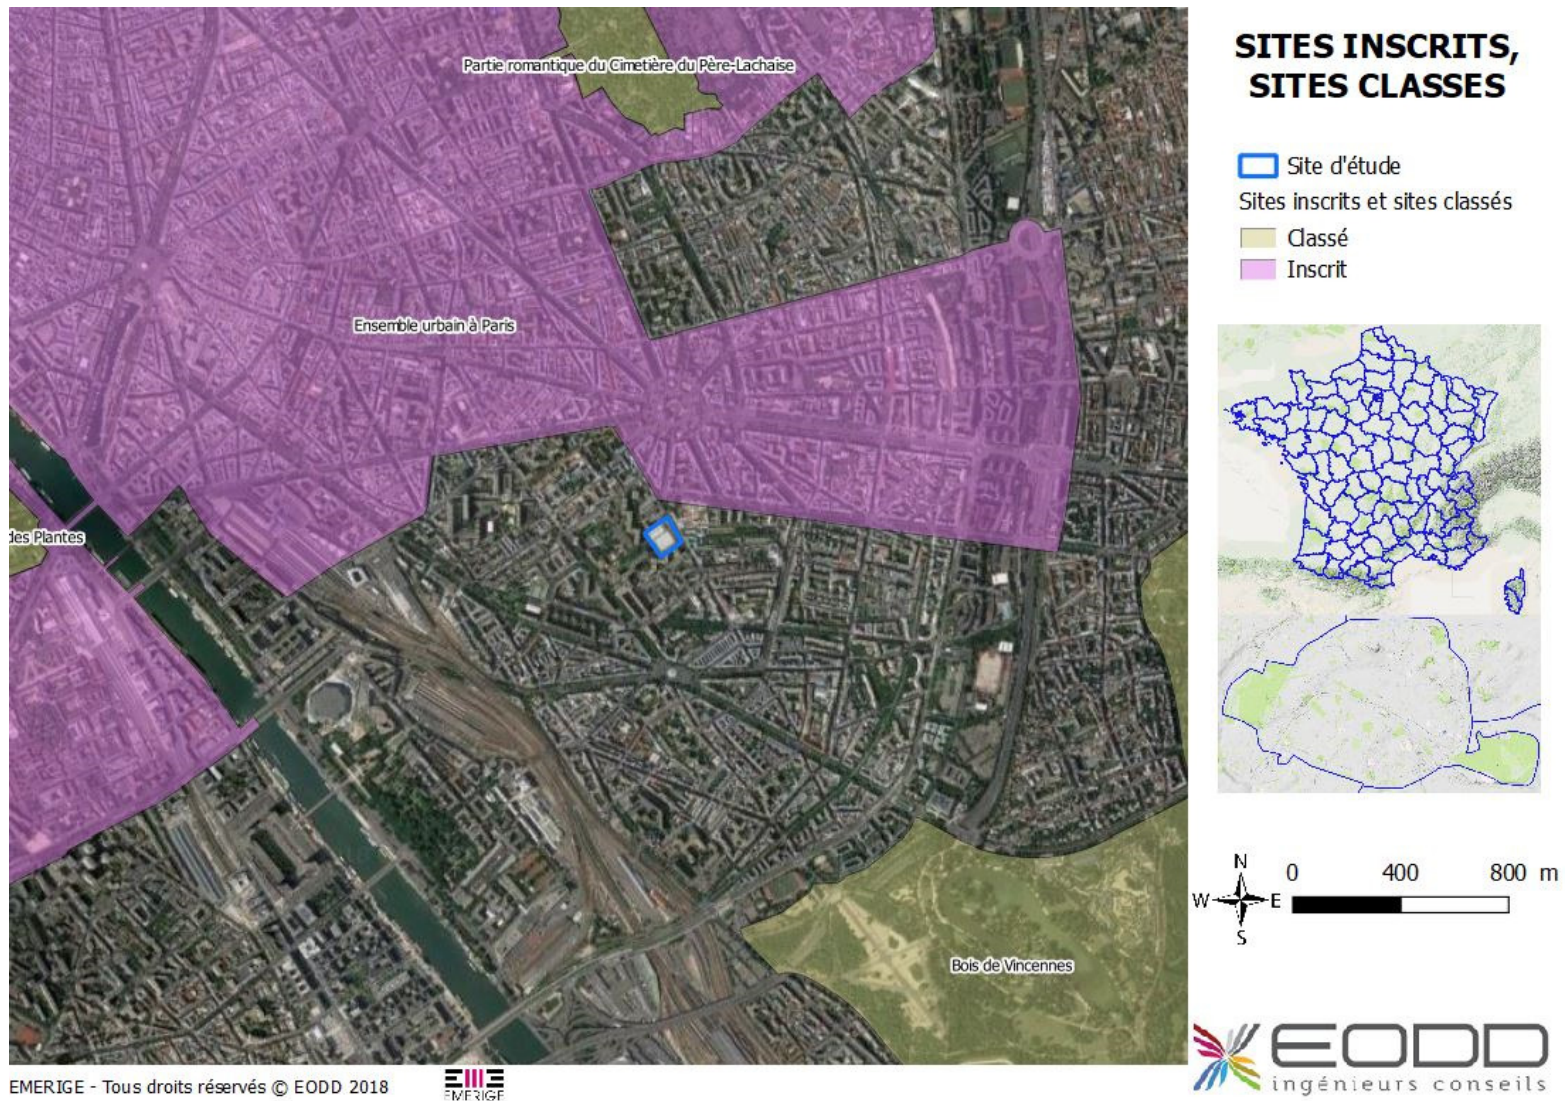 SITES INSCRITS,
SITES CLASSES
Site d'étude
Sites inscrits et sites classés
Classé
Inscrit
Partie romantique du Cimetière du Père-Lachaise
Ensemble urbain à Paris
des Plantes
Bois de Vincennes
N
W E
S
0 400 800 m
EODD
ingénieurs conseils
EMERIGE - Tous droits réservés © EODD 2018
EMERIGE